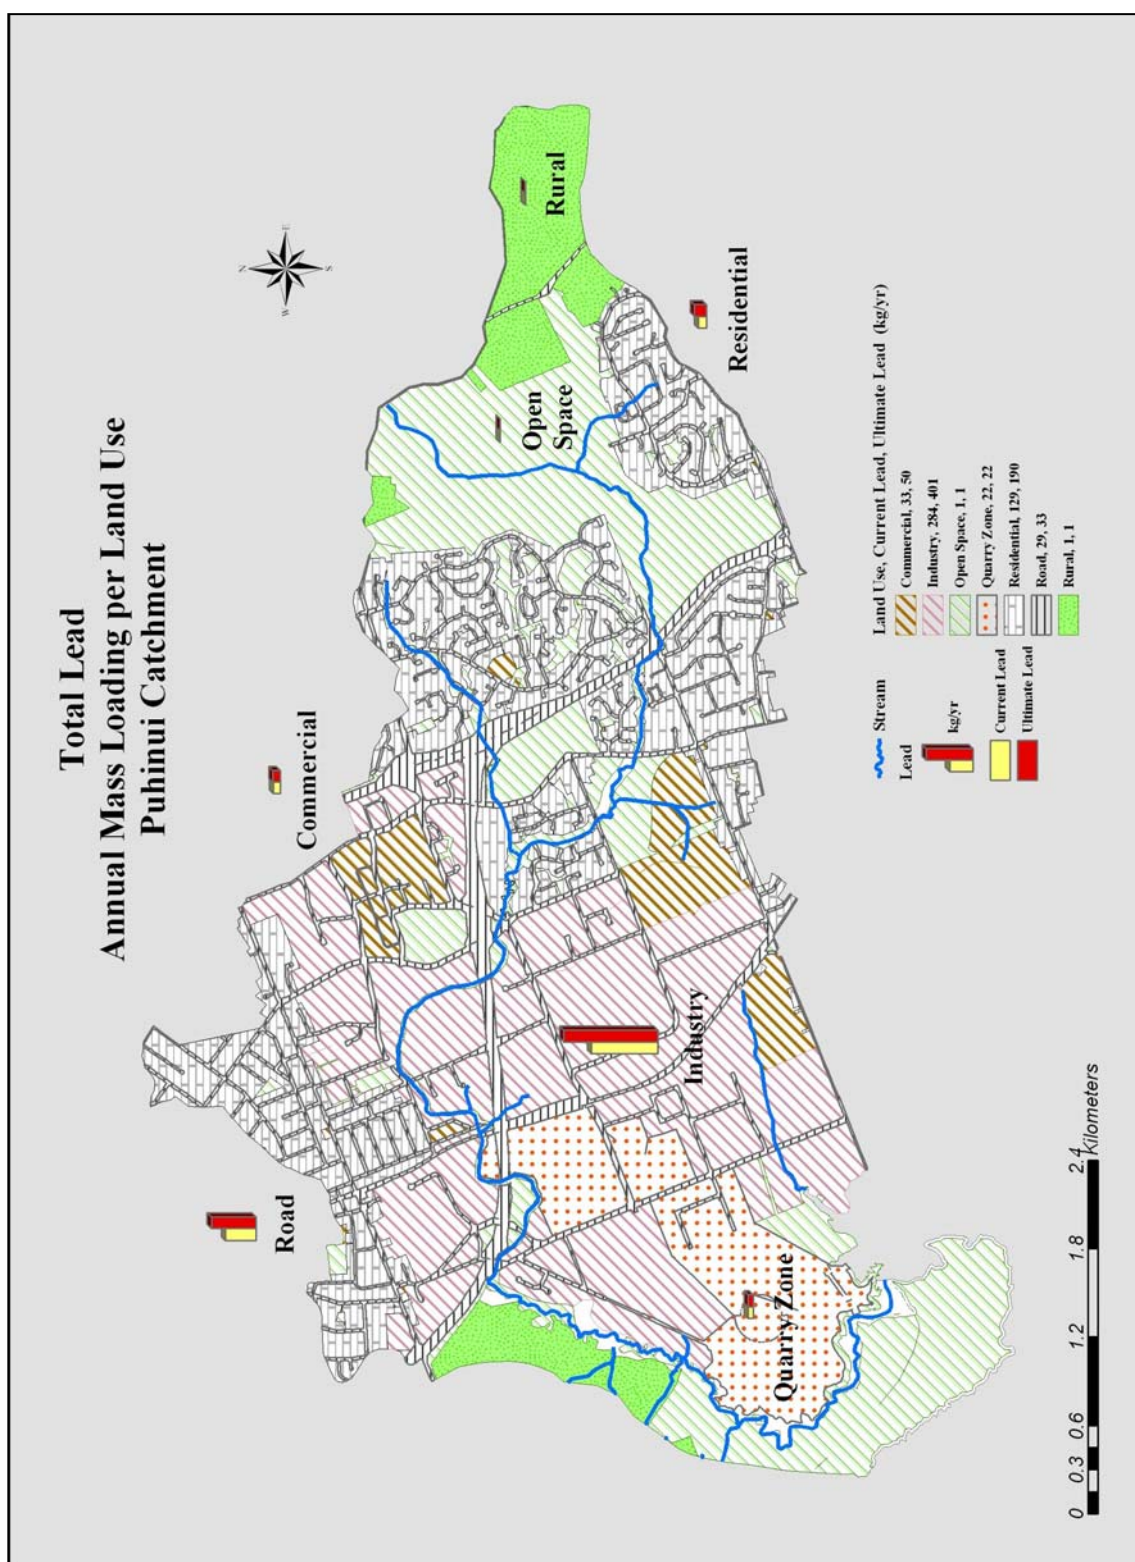 Total Lead
Annual Mass Loading per Land Use
Puhinui Catchment
N
W
E
S
Road
Commercial
Rural
Open
Space
Residential
Industry
Quarry Zone
Stream
Lead
kg/yr
Current Lead
Ultimate Lead
Land Use, Current Lead, Ultimate Lead (kg/yr)
Commercial, 33, 50
Industry, 284, 401
Open Space, 1, 1
Quarry Zone, 22, 22
Residential, 129, 190
Road, 29, 33
Rural, 1, 1
0 0.3 0.6 1.2 1.8 2.4
Kilometers